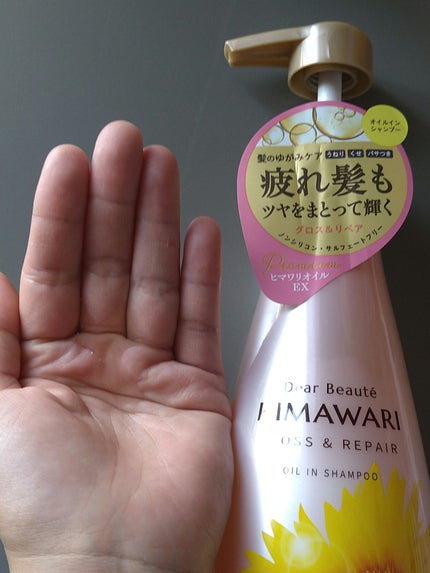 オイルイン
シャンプー
髪のゆがみケア うねり くせ パサつき
疲れ髪も
ツヤをまとって輝く
グロス&リペア
ノンシリコン・サルフェートフリー
Premium
ヒマワリオイル
EX
Dear Beauté
HIMAWARI
OSS & REPAIR
OIL IN SHAMPOO